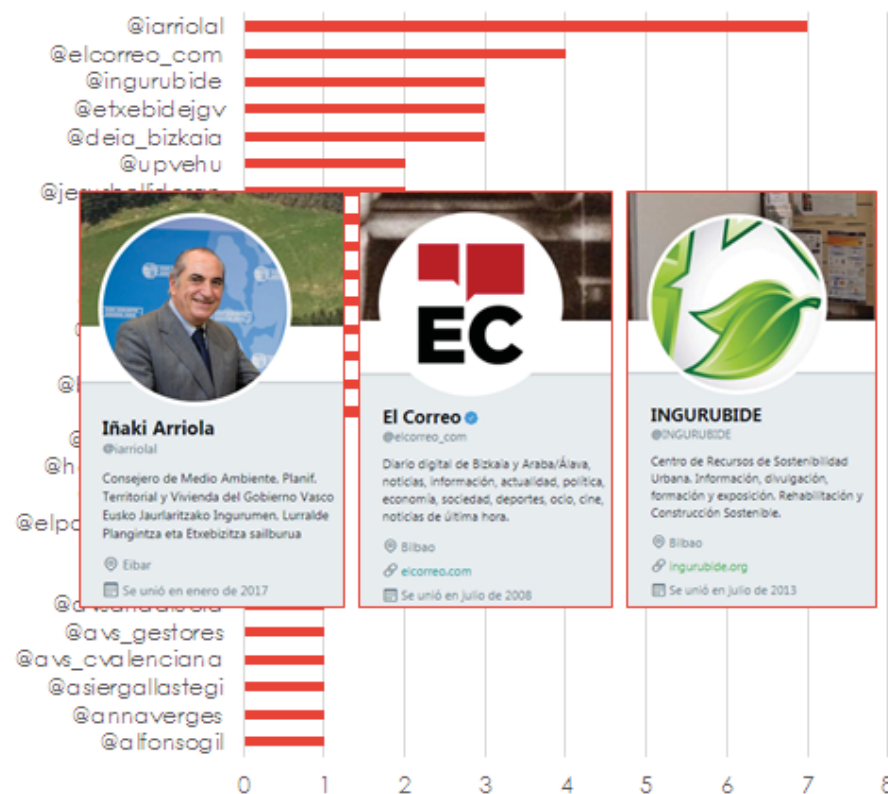 @iarriolal
@elcorreo_com
@ingurubide
@etxebidejgv
@deia_bizkaia
@upvehu
EC
Iñaki Arriola
@iarriolal
Consejero de Medio Ambiente. Planif.
Territorial y Vivienda del Gobierno Vasco
Eusko Jaurlaritzako Ingurumen, Lurralde
Plangintza eta Etxebizitza sailburua
Eibar
Se unió en enero de 2017
El Correo
@elcorreo_com
Diario digital de Bizkaia y Araba/Álava,
noticias, información, actualidad, política,
economía, sociedad, deportes, ocio, cine,
noticias de última hora.
Bilbao
elcorreo.com
Se unió en julio de 2008
INGURUBIDE
@INGURUBIDE
Centro de Recursos de Sostenibilidad
Urbana. Información, divulgación,
formación y exposición. Rehabilitación y
Construcción Sostenible.
Bilbao
ingurubide.org
Se unió en julio de 2013
@avs_gestores
@avs_cvalenciana
@asiergallastegi
@annaverges
@alfonsogil
0 1 2 3 4 5 6 7 8